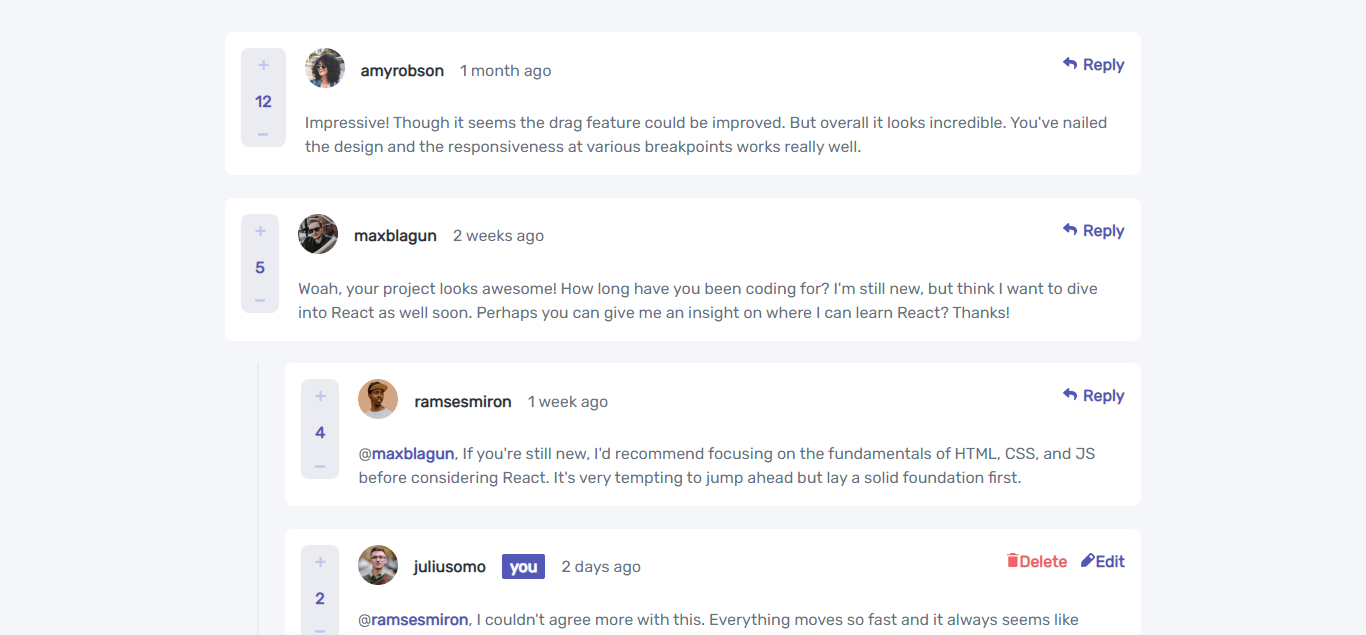 +
amyrobson 1 month ago Reply
12
−
Impressive! Though it seems the drag feature could be improved. But overall it looks incredible. You've nailed
the design and the responsiveness at various breakpoints works really well.
+
maxblagun 2 weeks ago Reply
5
−
Woah, your project looks awesome! How long have you been coding for? I'm still new, but think I want to dive
into React as well soon. Perhaps you can give me an insight on where I can learn React? Thanks!
+
ramsesmiron 1 week ago Reply
4
−
@maxblagun, If you're still new, I'd recommend focusing on the fundamentals of HTML, CSS, and JS
before considering React. It's very tempting to jump ahead but lay a solid foundation first.
+
juliusomo you 2 days ago Delete Edit
2
−
@ramsesmiron, I couldn't agree more with this. Everything moves so fast and it always seems like